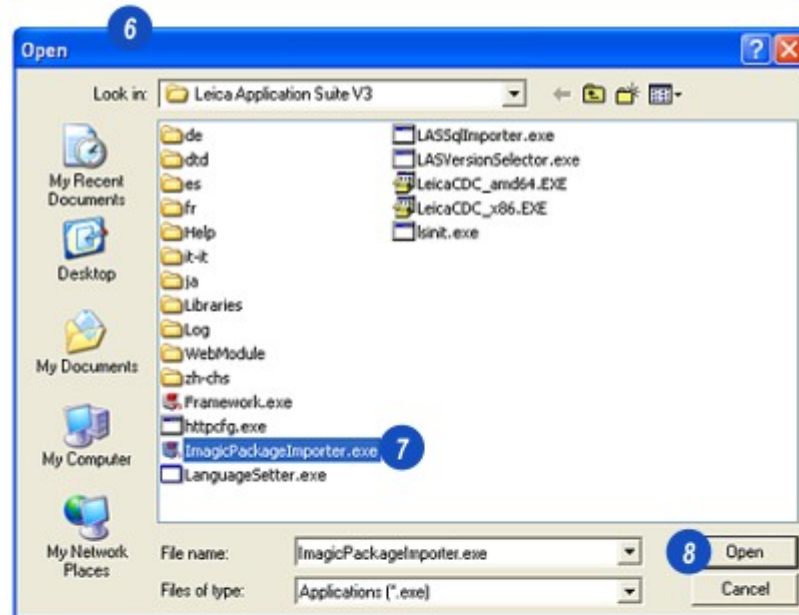 6
Open
Look in: Leica Application Suite V3
My Recent
Documents
Desktop
My Documents
My Computer
My Network
Places
de
dtd
es
fr
Help
it-it
ja
Libraries
Log
WebModule
zh-chs
Framework.exe
httpcfg.exe
ImagicPackageImporter.exe 7
LanguageSetter.exe
LASSqlImporter.exe
LASVersionSelector.exe
LeicaCDC_amd64.EXE
LeicaCDC_x86.EXE
lsinit.exe
File name: ImagicPackageImporter.exe 8 Open
Files of type: Applications (*.exe) Cancel